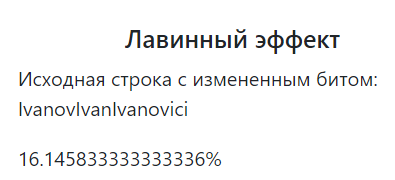 Лавинный эффект
Исходная строка с измененным битом:
IvanovIvanIvanovici
16.145833333333336%